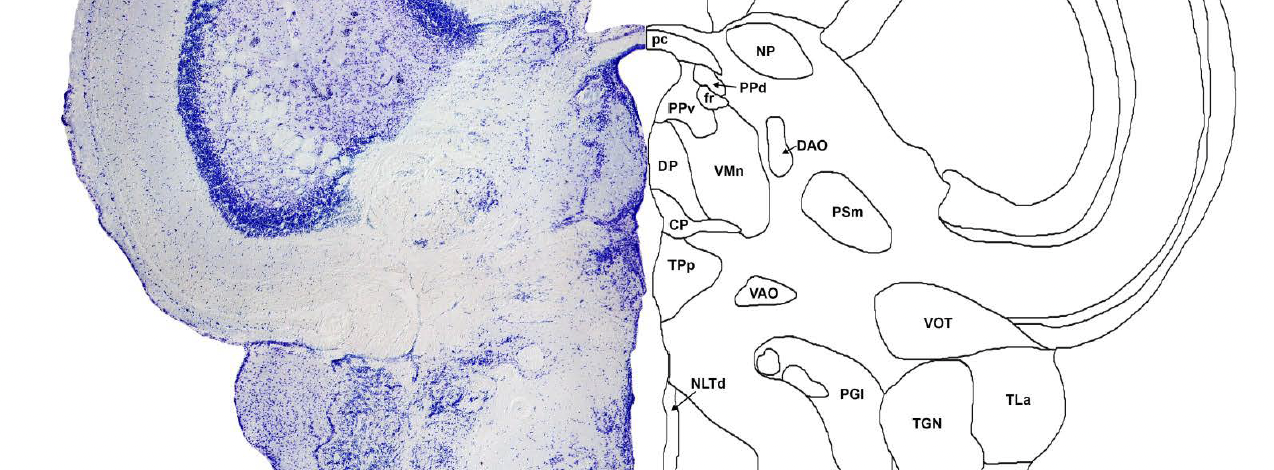 pc
NP
PPd
fr
PPv
DAO
DP
VMn
PSm
CP
TPp
VAO
VOT
NLTd
PGl
TLa
TGN